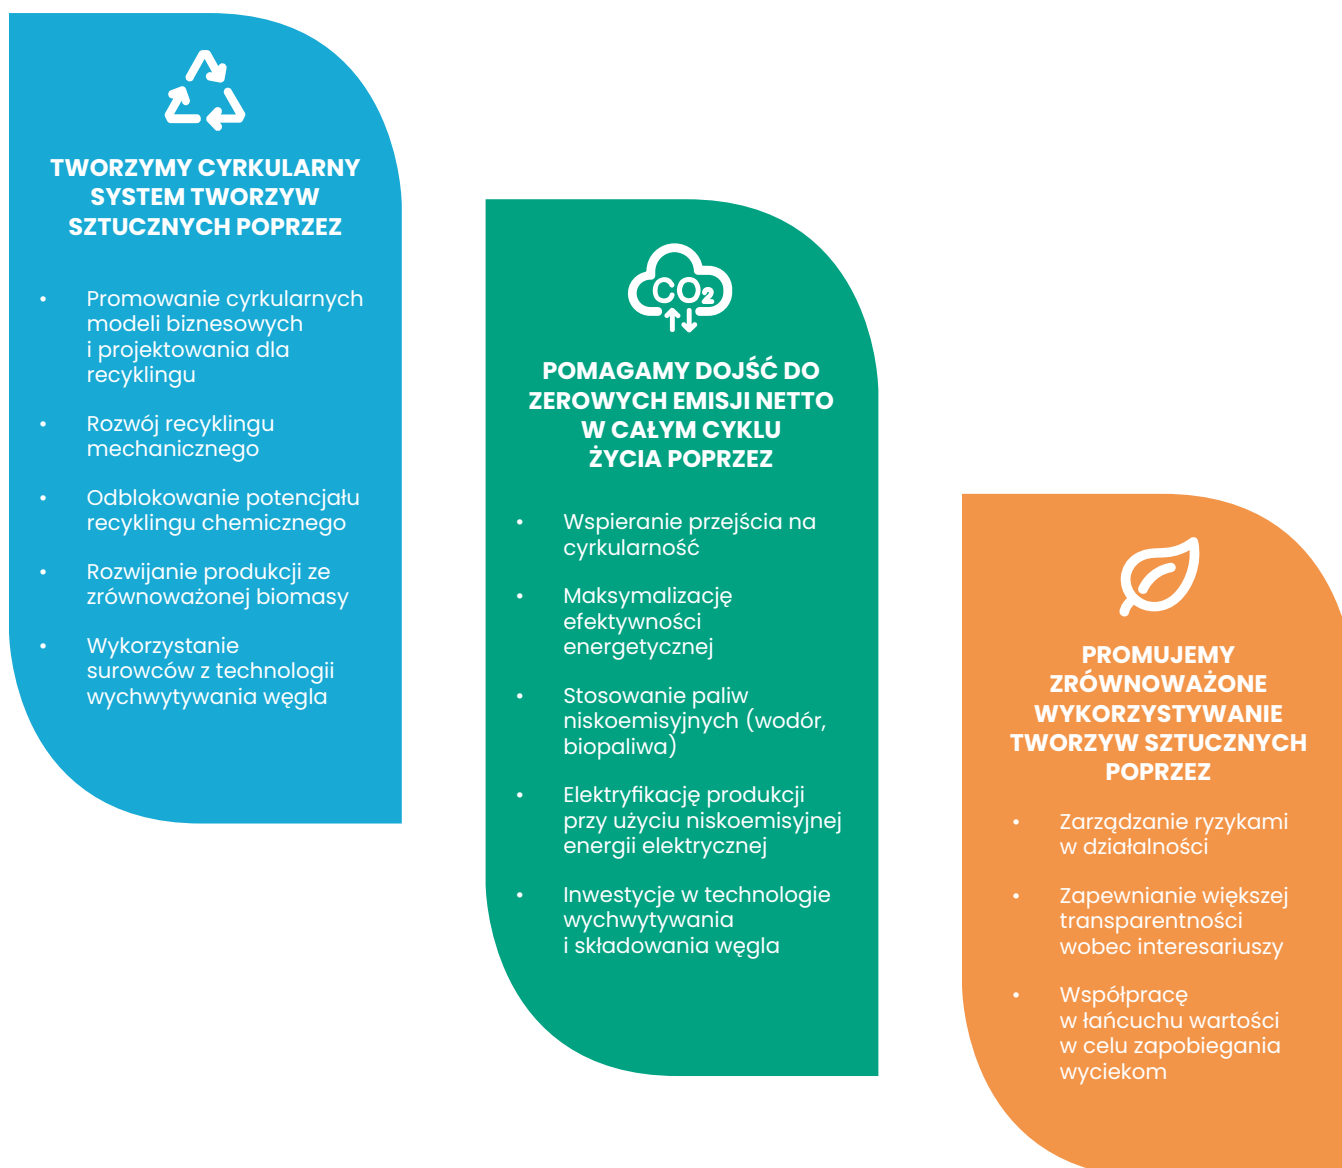 TWORZYMY CYRKULARNY
SYSTEM TWORZYW
SZTUCZNYCH POPRZEZ
• Promowanie cyrkularnych
modeli biznesowych
i projektowania dla
recyklingu
• Rozwój recyklingu
mechanicznego
• Odblokowanie potencjału
recyklingu chemicznego
• Rozwijanie produkcji ze
zrównoważonej biomasy
• Wykorzystanie
surowców z technologii
wychwytywania węgla
CO2
POMAGAMY DOJŚĆ DO
ZEROWYCH EMISJI NETTO
W CAŁYM CYKLU
ŻYCIA POPRZEZ
• Wspieranie przejścia na
cyrkularność
• Maksymalizację
efektywności
energetycznej
• Stosowanie paliw
niskoemisyjnych (wodór,
biopaliwa)
• Elektryfikację produkcji
przy użyciu niskoemisyjnej
energii elektrycznej
• Inwestycje w technologie
wychwytywania
i składowania węgla
PROMUJEMY
ZRÓWNOWAŻONE
WYKORZYSTYWANIE
TWORZYW SZTUCZNYCH
POPRZEZ
• Zarządzanie ryzykami
w działalności
• Zapewnianie większej
transparentności
wobec interesariuszy
• Współpracę
w łańcuchu wartości
w celu zapobiegania
wyciekom